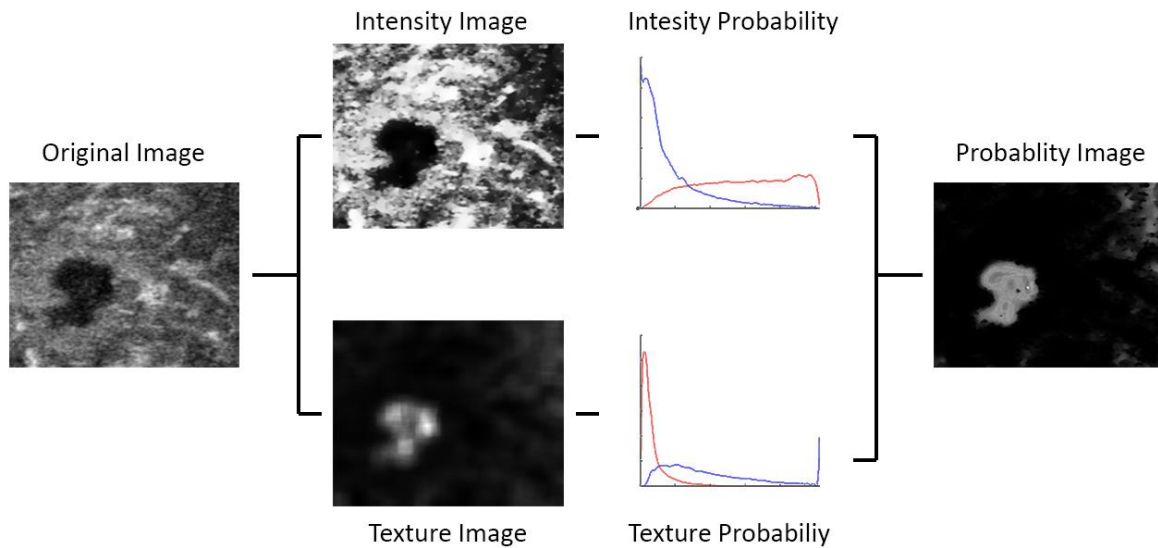 Intensity Image
Intesity Probability
Original Image
Probablity Image
Texture Image
Texture Probabiliy